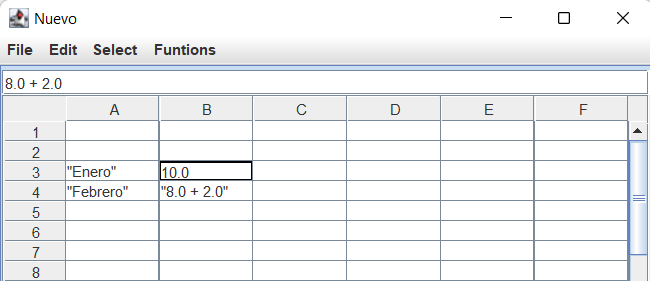 Nuevo
File Edit Select Funtions
8.0 + 2.0
A B C D E F
1
2
3 "Enero" 10.0
4 "Febrero" "8.0 + 2.0"
5
6
7
8